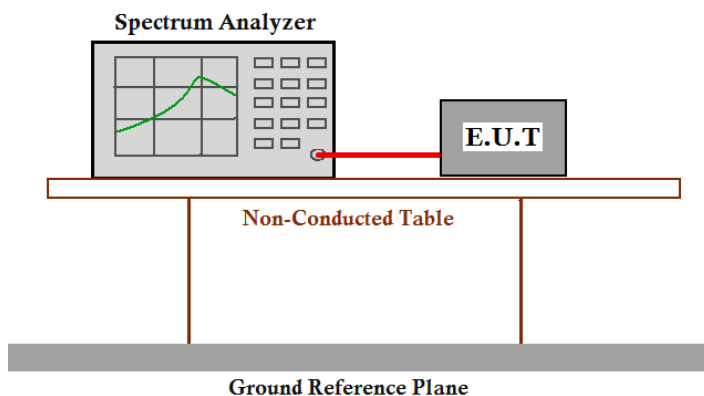 Spectrum Analyzer
E.U.T
Non-Conducted Table
Ground Reference Plane